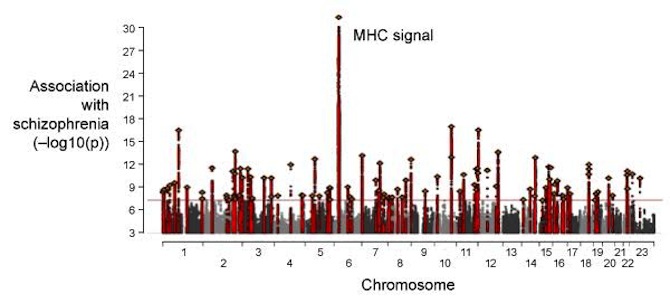 MHC signal
Association
with
schizophrenia
(–log10(p))
30
27
24
21
18
15
12
9
6
3
1 3 5 7 9 11 13 15 17 19 21 23
2 4 6 8 10 12 14 16 18 20 22
Chromosome